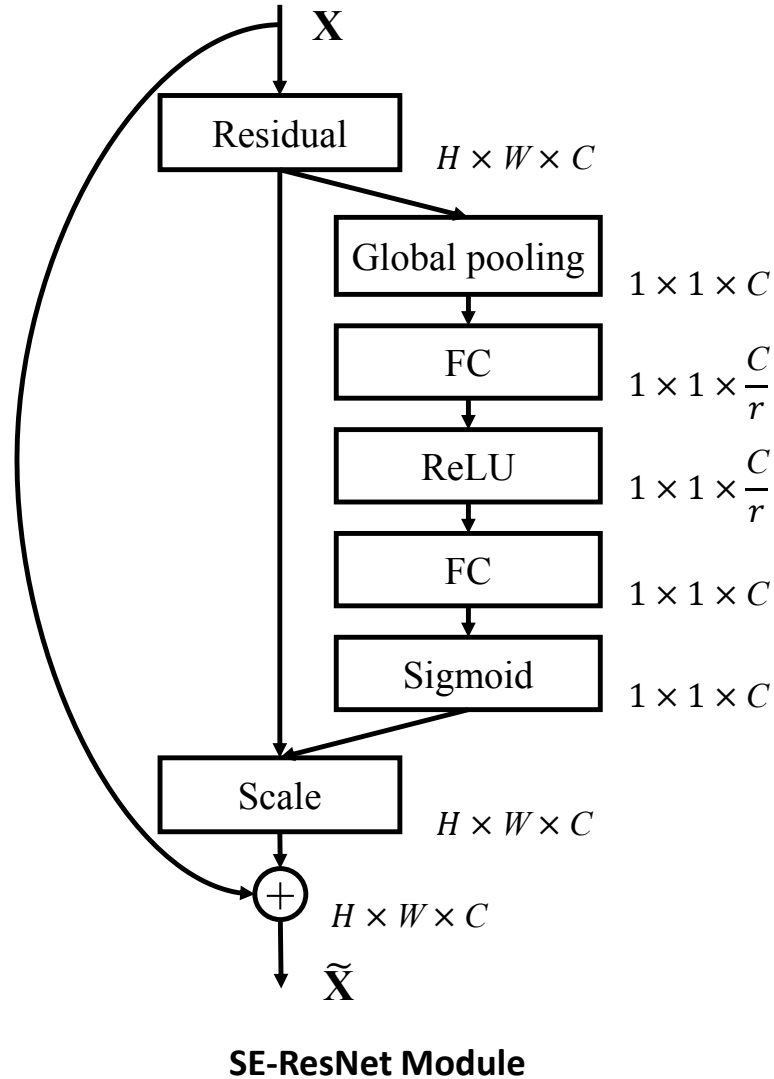 X
Residual
H × W × C
Global pooling
1 × 1 × C
FC
1 × 1 × C/r
ReLU
1 × 1 × C/r
FC
1 × 1 × C
Sigmoid
1 × 1 × C
Scale
H × W × C
+
H × W × C
X̃
SE-ResNet Module